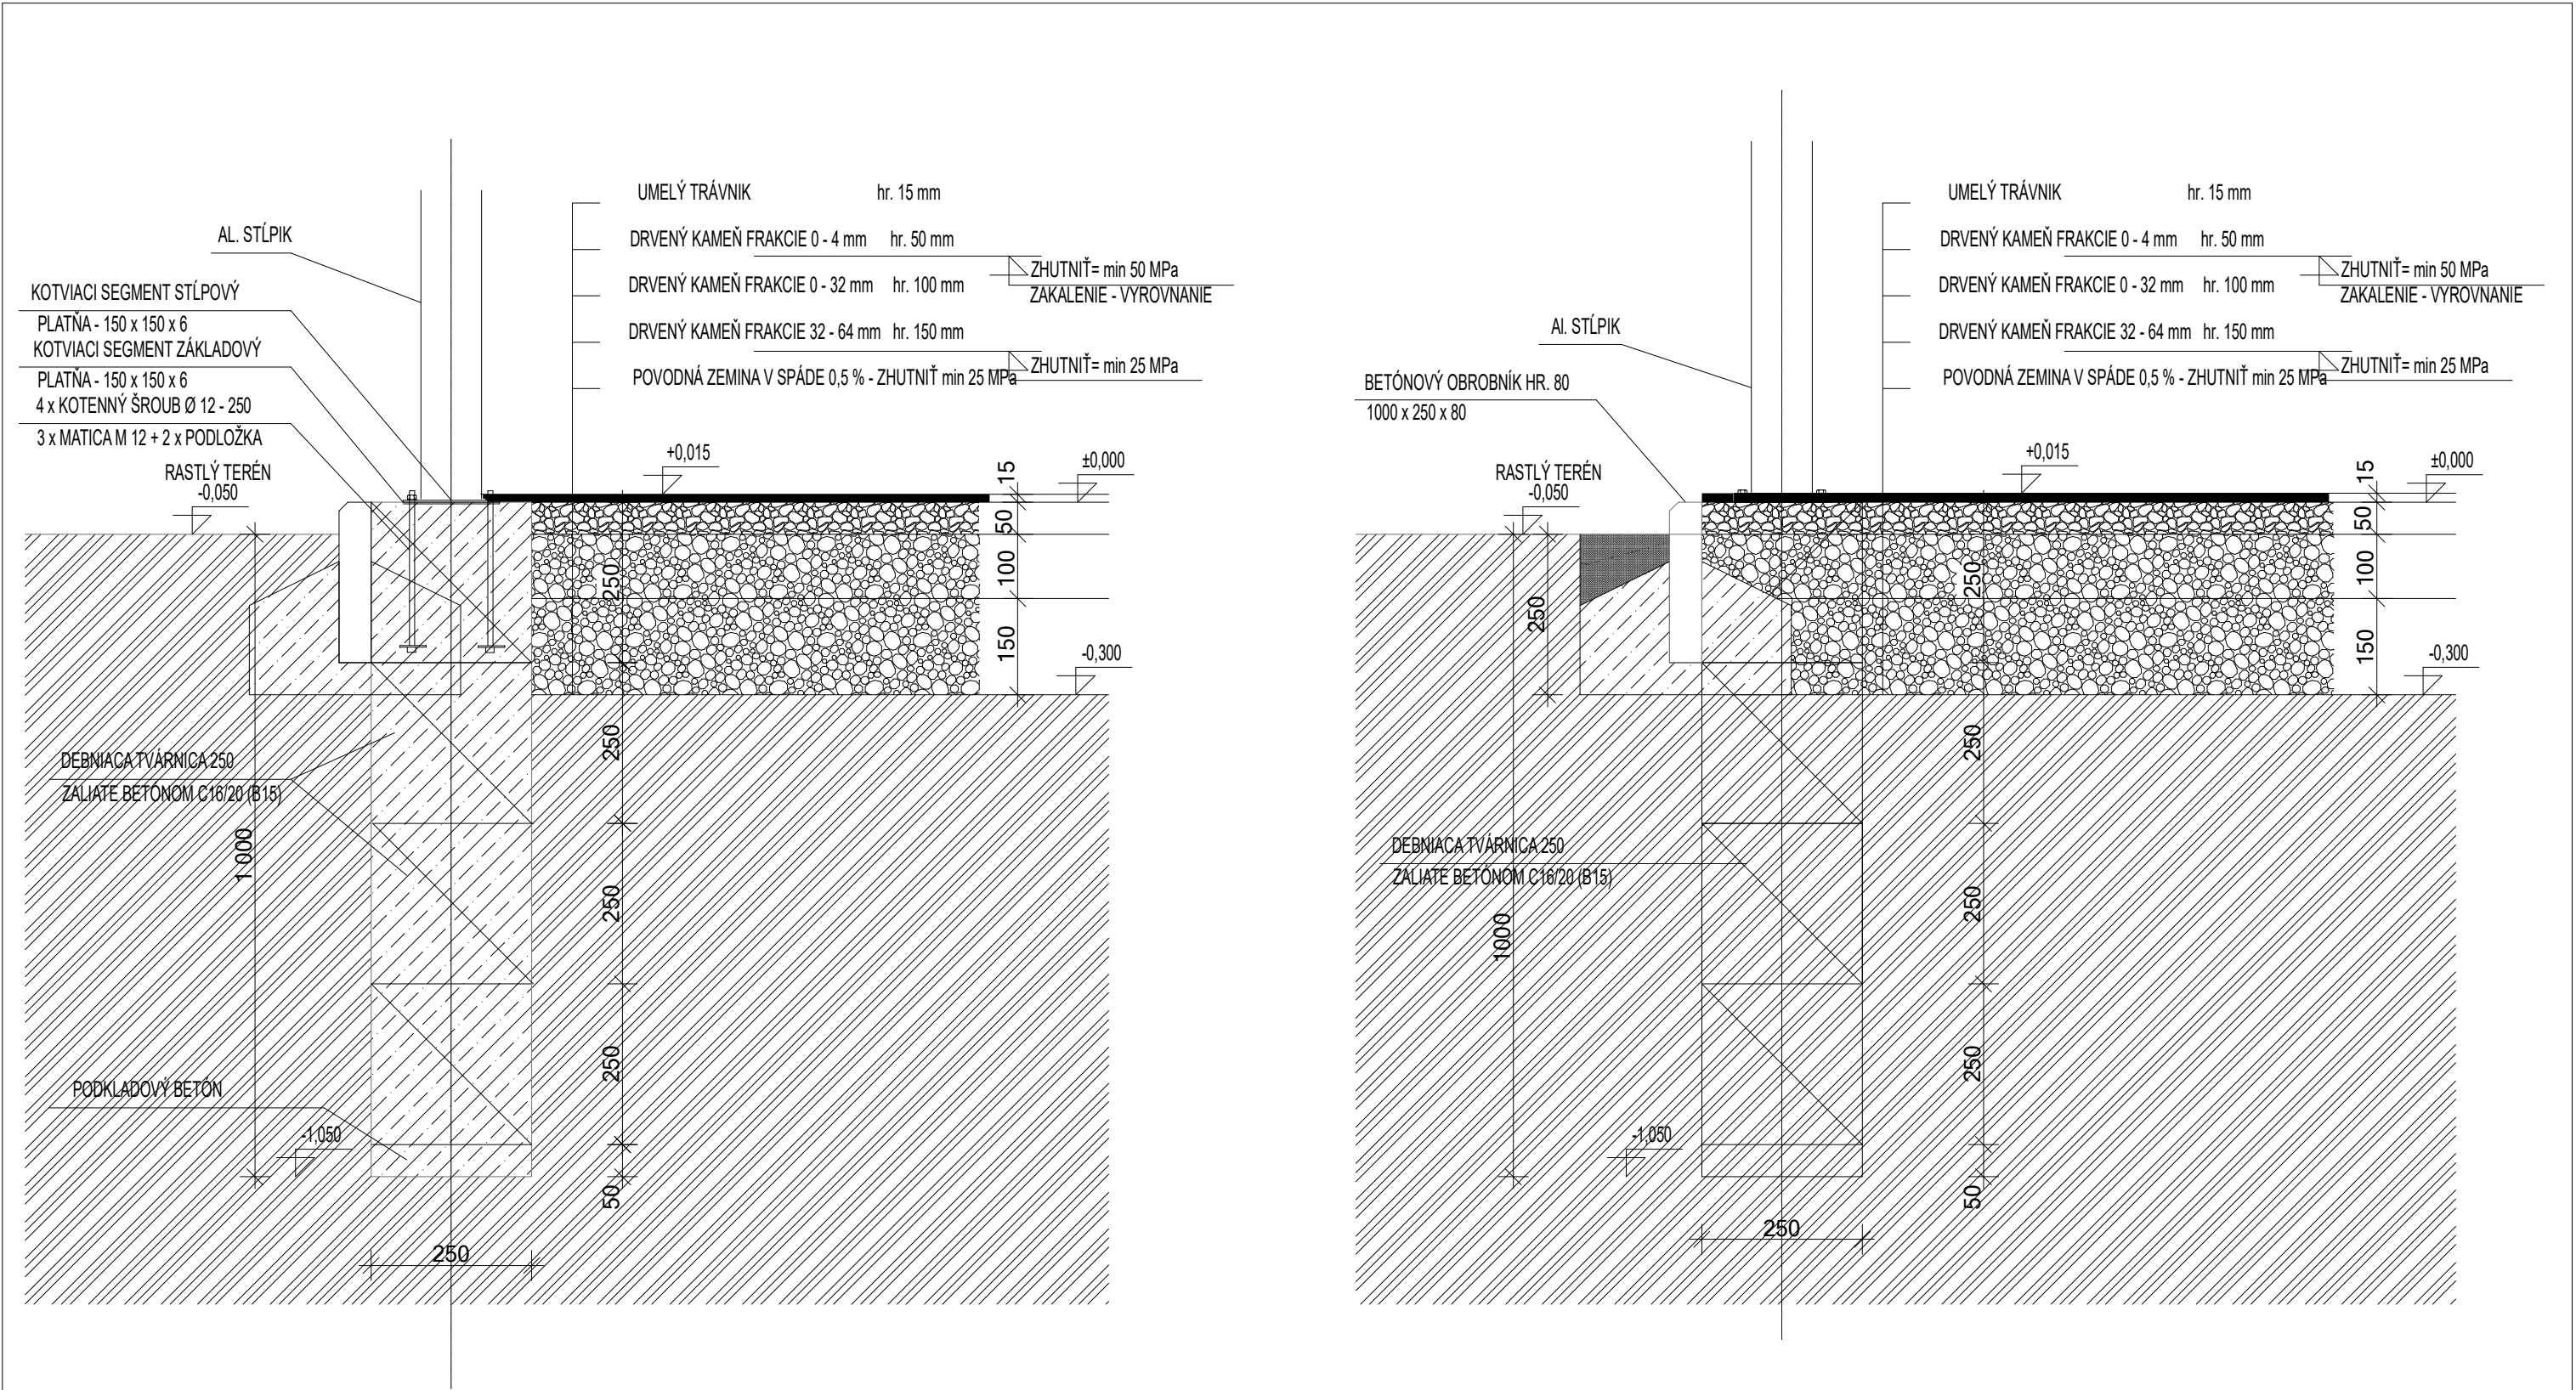 UMELÝ TRÁVNIK hr. 15 mm
DRVENÝ KAMEŇ FRAKCIE 0 - 4 mm hr. 50 mm
ZHUTNIŤ= min 50 MPa
ZAKALENIE - VYROVNANIE
DRVENÝ KAMEŇ FRAKCIE 0 - 32 mm hr. 100 mm
DRVENÝ KAMEŇ FRAKCIE 32 - 64 mm hr. 150 mm
ZHUTNIŤ= min 25 MPa
POVODNÁ ZEMINA V SPÁDE 0,5 % - ZHUTNIŤ min 25 MPa
AL. STĹPIK
KOTVIACI SEGMENT STĹPOVÝ
PLATŇA - 150 x 150 x 6
KOTVIACI SEGMENT ZÁKLADOVÝ
PLATŇA - 150 x 150 x 6
4 x KOTENNÝ ŠROUB Ø 12 - 250
3 x MATICA M 12 + 2 x PODLOŽKA
RASTLÝ TERÉN
-0,050
+0,015
±0,000
15
50
100
150
-0,300
250
250
250
250
50
DEBNIACA TVÁRNICA 250
ZALIATE BETÓNOM C16/20 (B15)
1 000
PODKLADOVÝ BETÓN
-1,050
250
UMELÝ TRÁVNIK hr. 15 mm
DRVENÝ KAMEŇ FRAKCIE 0 - 4 mm hr. 50 mm
ZHUTNIŤ= min 50 MPa
ZAKALENIE - VYROVNANIE
DRVENÝ KAMEŇ FRAKCIE 0 - 32 mm hr. 100 mm
DRVENÝ KAMEŇ FRAKCIE 32 - 64 mm hr. 150 mm
ZHUTNIŤ= min 25 MPa
POVODNÁ ZEMINA V SPÁDE 0,5 % - ZHUTNIŤ min 25 MPa
Al. STĹPIK
BETÓNOVÝ OBROBNÍK HR. 80
1000 x 250 x 80
RASTLÝ TERÉN
-0,050
+0,015
±0,000
15
50
100
150
-0,300
250
250
250
250
250
50
DEBNIACA TVÁRNICA 250
ZALIATE BETÓNOM C16/20 (B15)
1000
-1,050
250